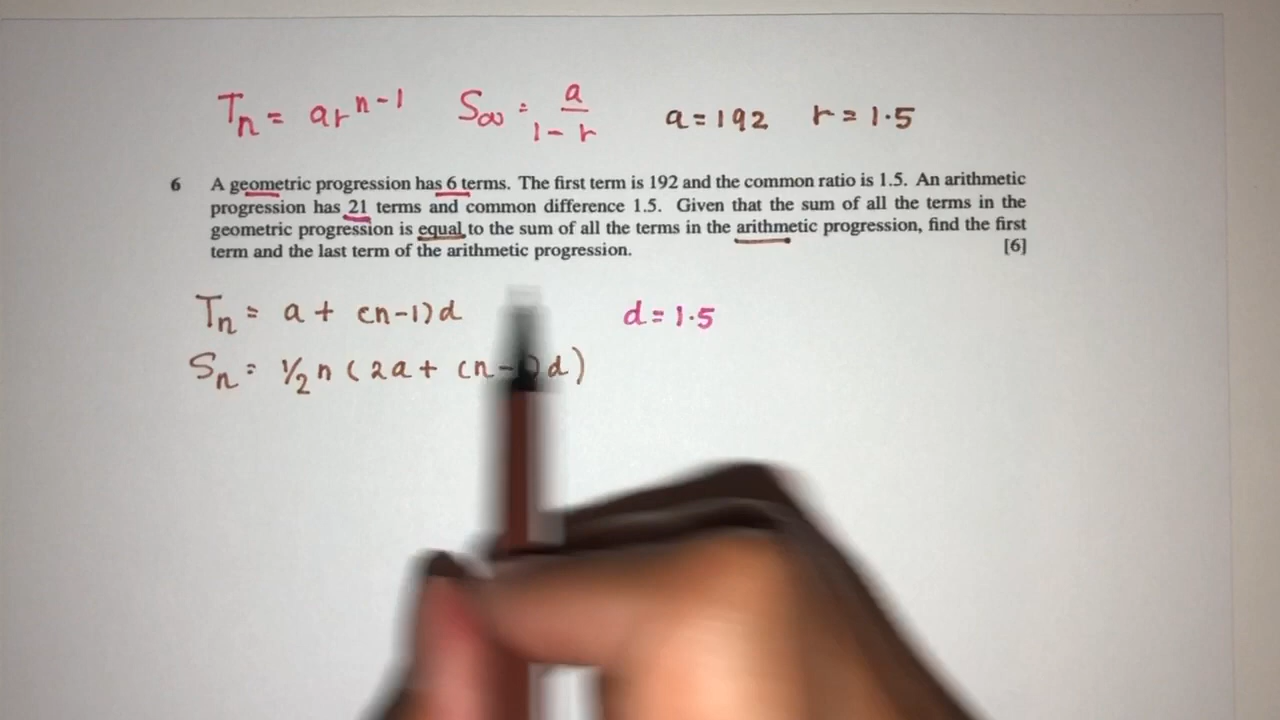 Tn = ar^n-1 S∞ = a/1-r a=192 r=1.5
6 A geometric progression has 6 terms. The first term is 192 and the common ratio is 1.5. An arithmetic
progression has 21 terms and common difference 1.5. Given that the sum of all the terms in the
geometric progression is equal to the sum of all the terms in the arithmetic progression, find the first
term and the last term of the arithmetic progression. [6]
Tn = a + (n-1)d d=1.5
Sn = 1/2 n (2a + (n- )d)